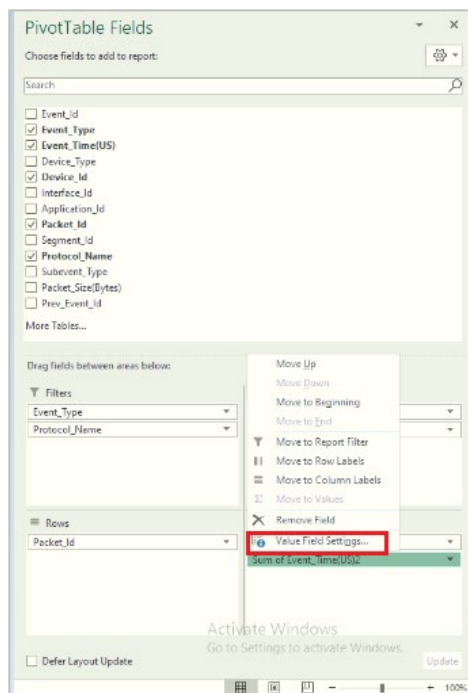 PivotTable Fields
Choose fields to add to report:
Search
Event_Id
Event_Type
Event_Time(US)
Device_Type
Device_Id
Interface_Id
Application_Id
Packet_Id
Segment_Id
Protocol_Name
Subevent_Type
Packet_Size(Bytes)
Prev_Event_Id
More Tables...
Drag fields between areas below:
Filters
Event_Type
Protocol_Name
Move Up
Move Down
Move to Beginning
Move to End
Move to Report Filter
Move to Row Labels
Move to Column Labels
Move to Values
Remove Field
Value Field Settings...
Rows
Packet_Id
Sum of Event_Time(US)2
Activate Windows
Go to Settings to activate Windows.
Defer Layout Update
Update
100%